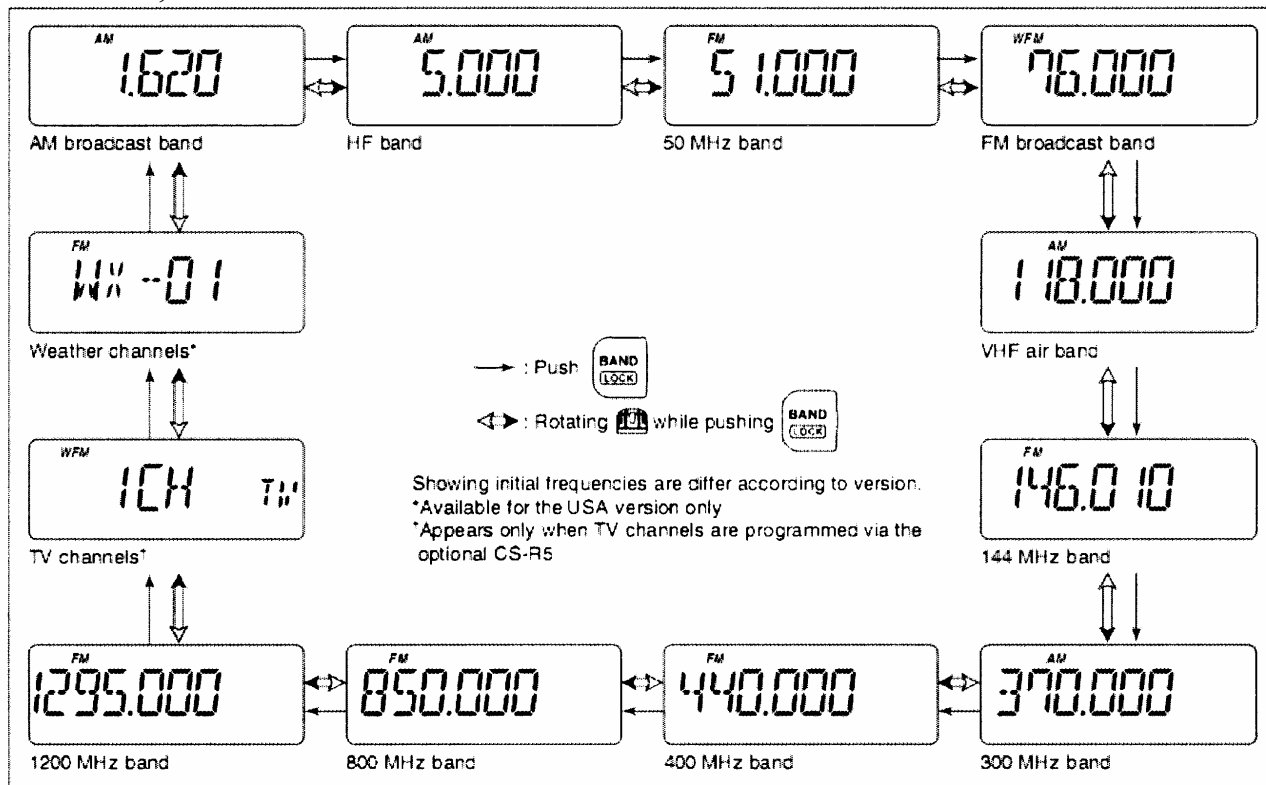 AM AM FM WFM
1.620 5.000 51.000 76.000
AM broadcast band HF band 50 MHz band FM broadcast band
FM AM
WX--01 118.000
Weather channels* VHF air band
: Push BAND
LOCK
: Rotating while pushing BAND
LOCK
WFM FM
1CH TV 146.010
TV channels† 144 MHz band
Showing initial frequencies are differ according to version.
*Available for the USA version only
†Appears only when TV channels are programmed via the
optional CS-R5
FM FM FM AM
1295.000 850.000 440.000 370.000
1200 MHz band 800 MHz band 400 MHz band 300 MHz band